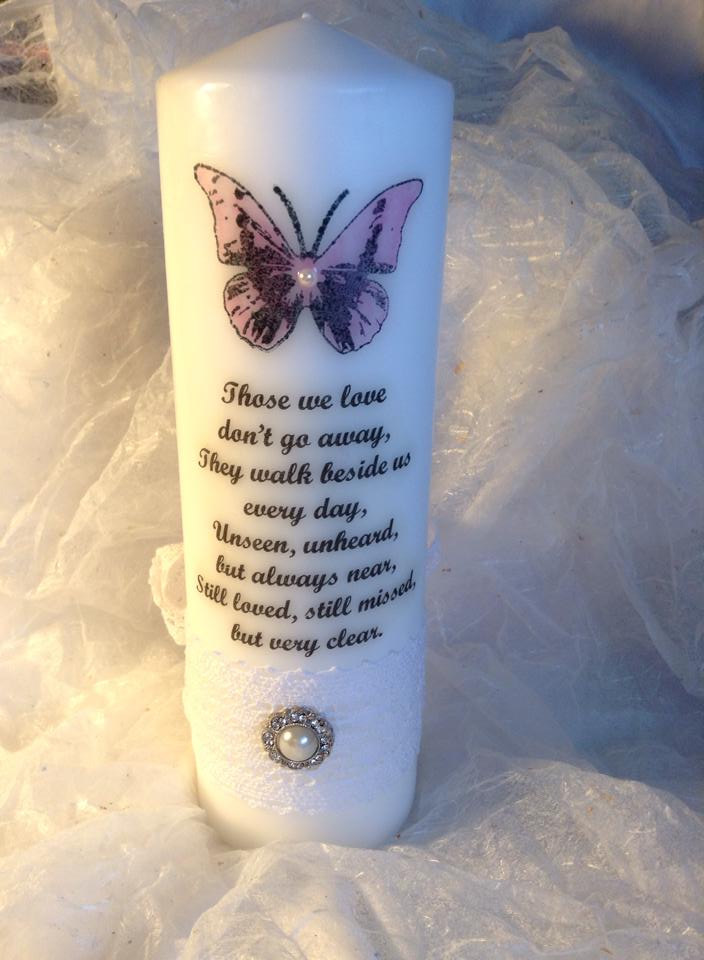 Those we love
don't go away,
They walk beside us
every day,
Unseen, unheard,
but always near,
Still loved, still missed,
but very clear.